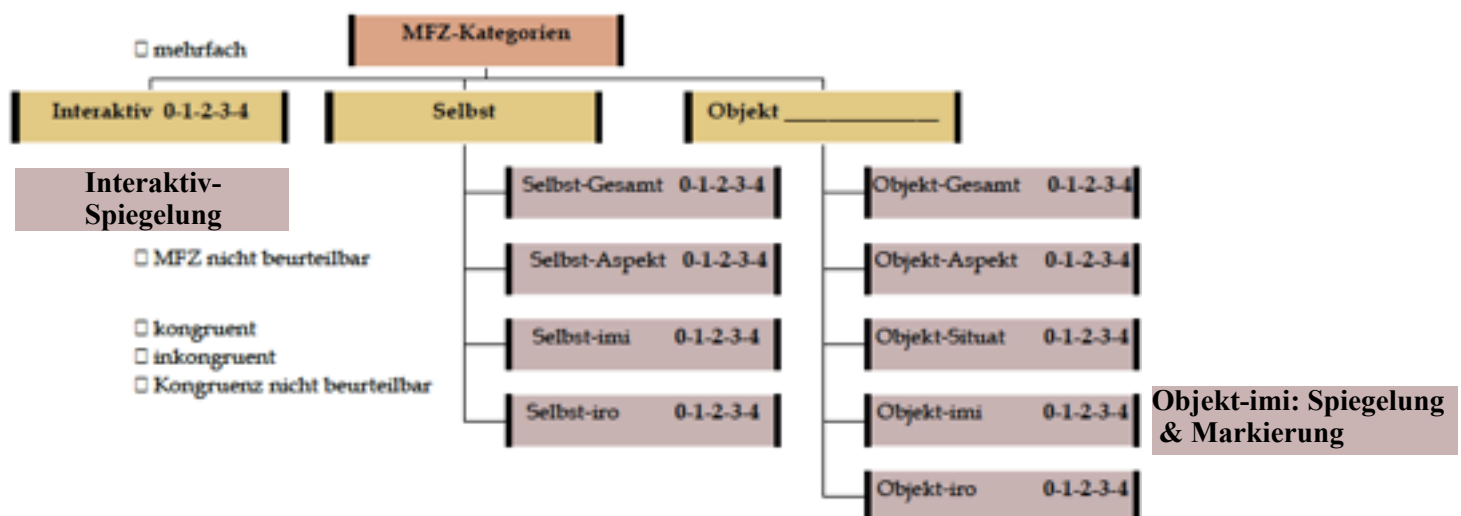 MFZ-Kategorien
☐ mehrfach
Interaktiv 0-1-2-3-4
Selbst
Objekt _______________
Interaktiv-
Spiegelung
Selbst-Gesamt 0-1-2-3-4
Objekt-Gesamt 0-1-2-3-4
☐ MFZ nicht beurteilbar
Selbst-Aspekt 0-1-2-3-4
Objekt-Aspekt 0-1-2-3-4
☐ kongruent
☐ inkongruent
☐ Kongruenz nicht beurteilbar
Selbst-imi 0-1-2-3-4
Objekt-Situat 0-1-2-3-4
Selbst-iro 0-1-2-3-4
Objekt-imi 0-1-2-3-4
Objekt-imi: Spiegelung
& Markierung
Objekt-iro 0-1-2-3-4